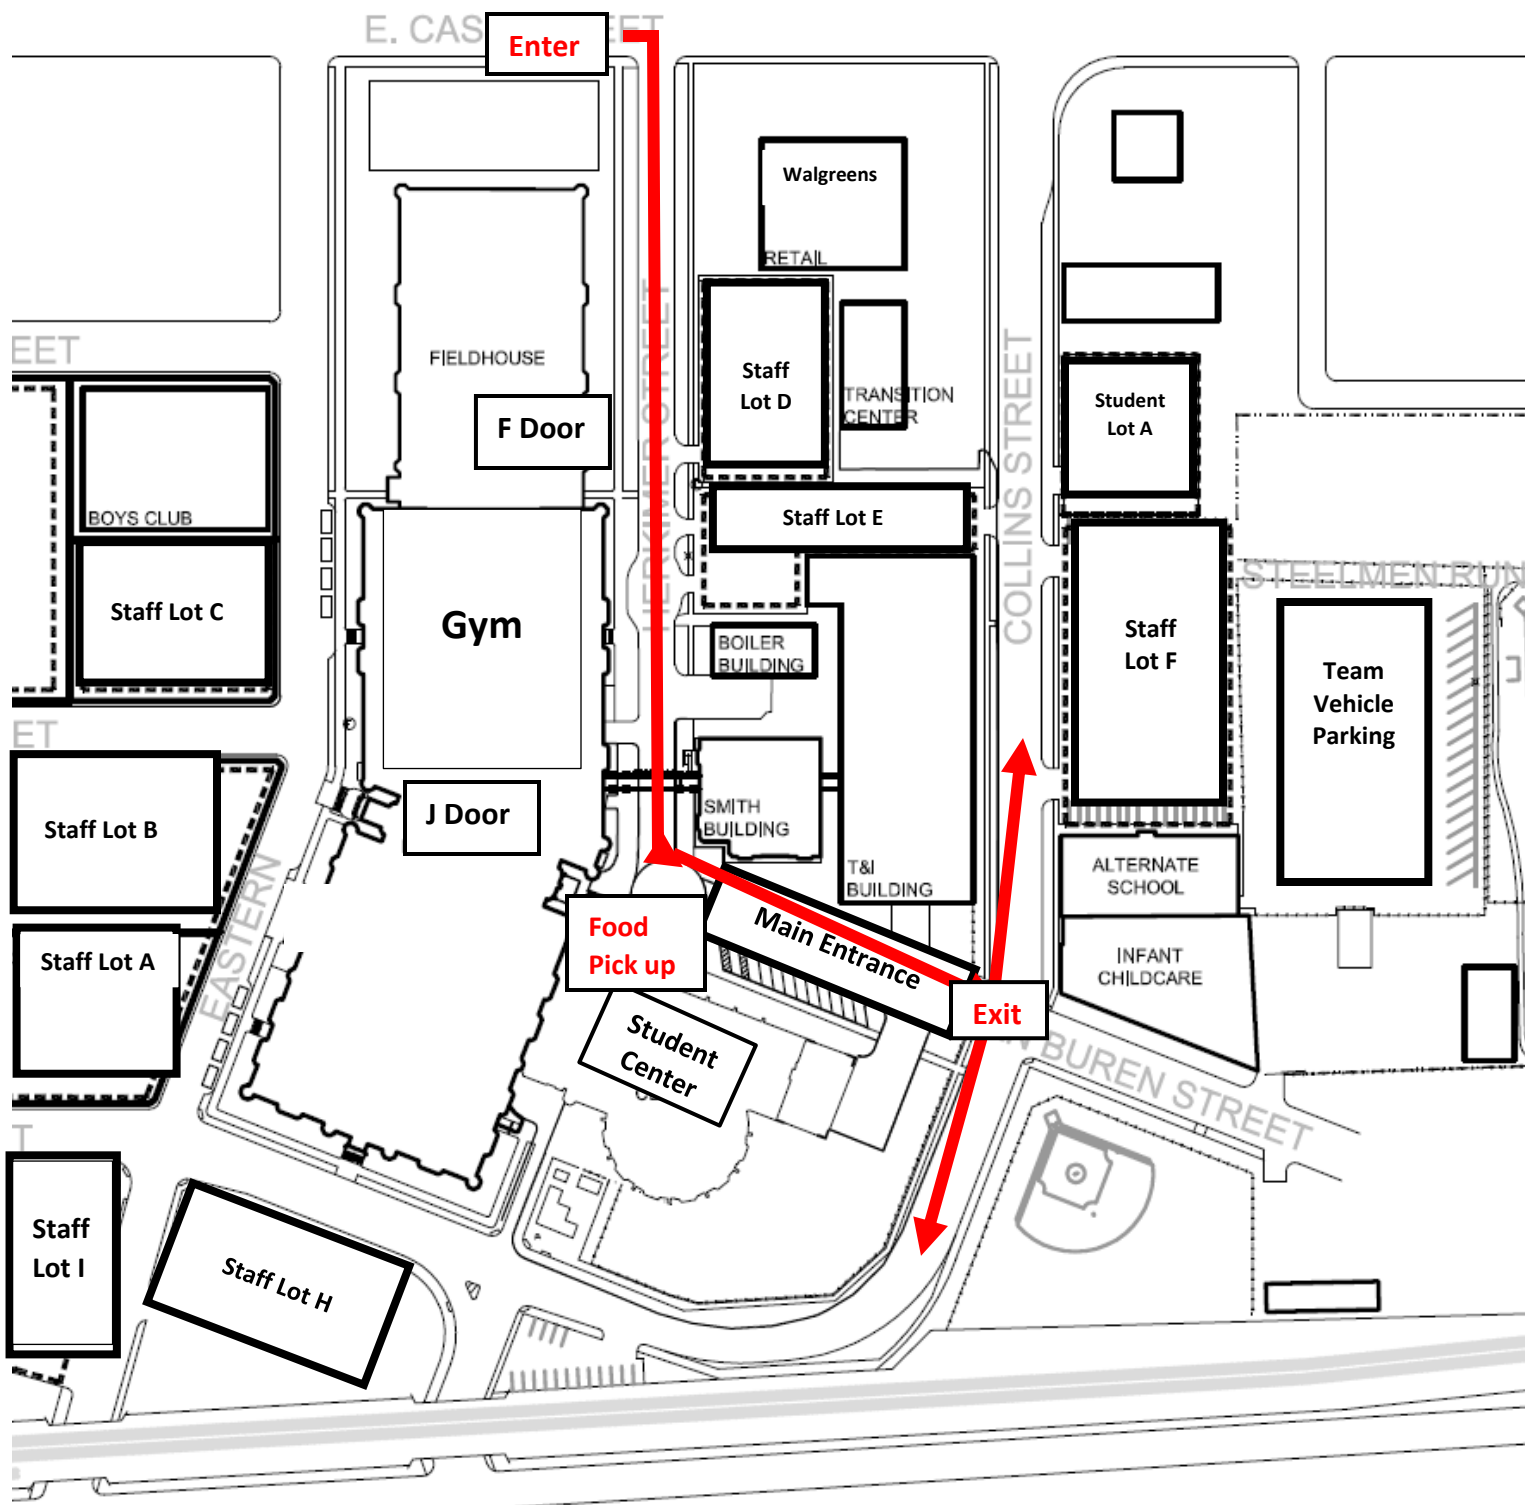 E. CAS
EET
Enter
Walgreens
RETAIL
EET
FIELDHOUSE
HERKIMER STREET
Staff
Lot D
TRANSITION
CENTER
COLLINS STREET
Student
Lot A
F Door
BOYS CLUB
Staff Lot E
STEELMEN RUN
Staff Lot C
Gym
BOILER
BUILDING
Staff
Lot F
Team
Vehicle
Parking
ET
Staff Lot B
J Door
SMITH
BUILDING
T&I
BUILDING
ALTERNATE
SCHOOL
EASTERN
Staff Lot A
Food
Pick up
Main Entrance
INFANT
CHILDCARE
Exit
N BUREN STREET
Student
Center
T
Staff
Lot I
Staff Lot H